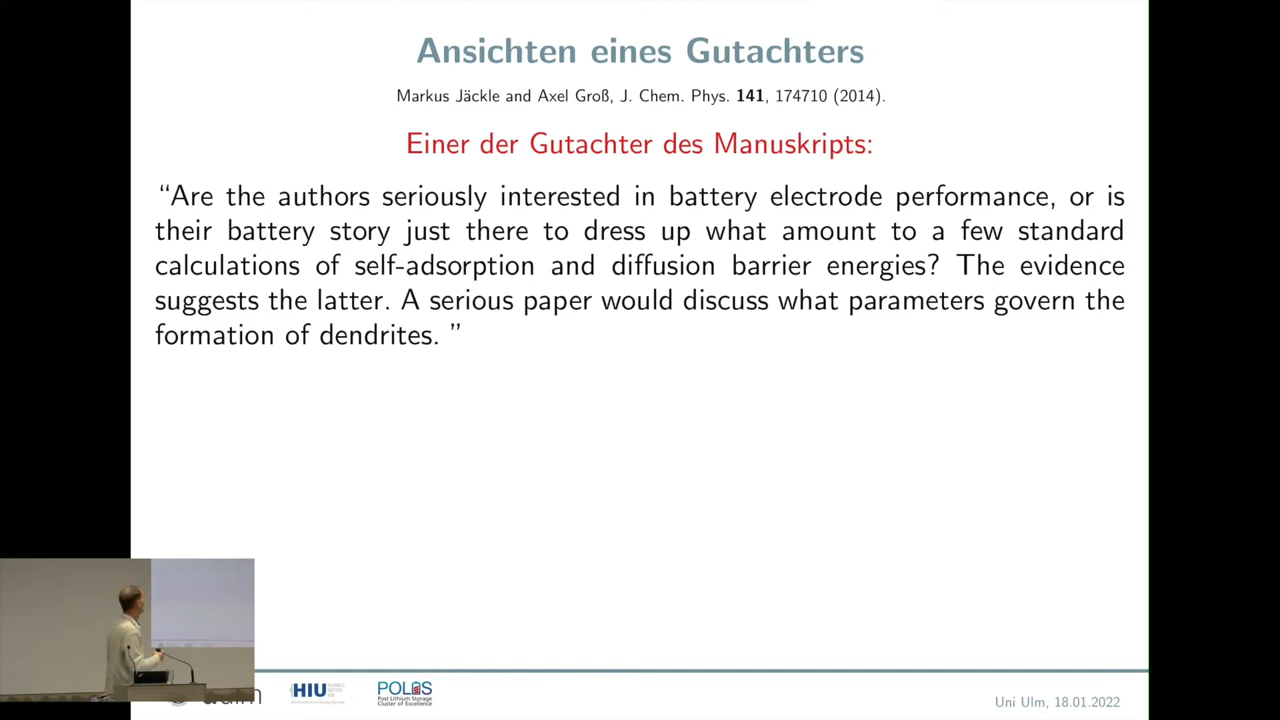 Ansichten eines Gutachters
Markus Jäckle and Axel Groß, J. Chem. Phys. 141, 174710 (2014).
Einer der Gutachter des Manuskripts:
“Are the authors seriously interested in battery electrode performance, or is
their battery story just there to dress up what amount to a few standard
calculations of self-adsorption and diffusion barrier energies? The evidence
suggests the latter. A serious paper would discuss what parameters govern the
formation of dendrites. ”
HIU
POLiS
Post Lithium Storage
Cluster of Excellence
Uni Ulm, 18.01.2022